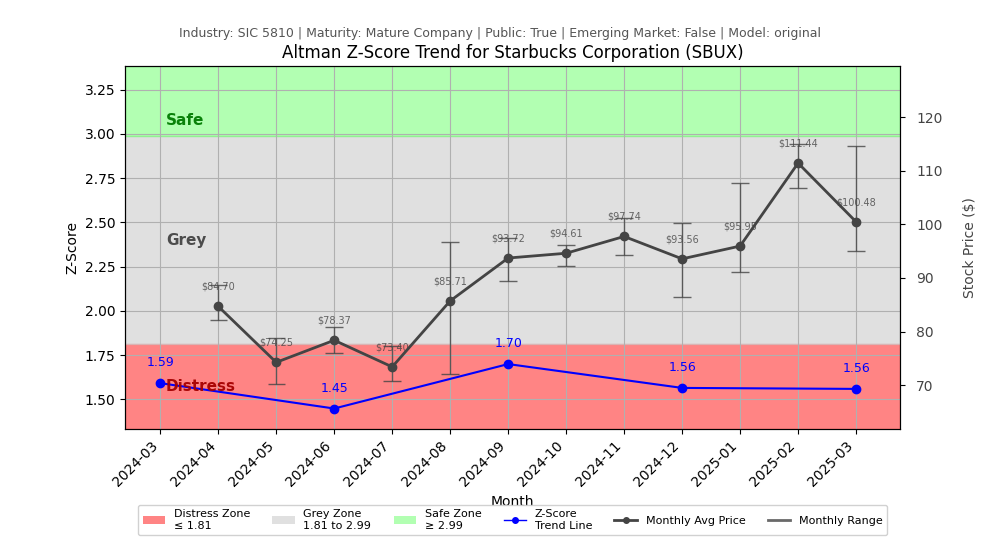 Industry: SIC 5810 | Maturity: Mature Company | Public: True | Emerging Market: False | Model: original
Altman Z-Score Trend for Starbucks Corporation (SBUX)
Z-Score
3.25
3.00
2.75
2.50
2.25
2.00
1.75
1.50
Safe
Grey
Distress
$84.70
$74.25
$78.37
$73.40
$85.71
$93.72
$94.61
$97.74
$93.56
$95.95
$111.44
$100.48
1.59
1.45
1.70
1.56
1.56
120
110
100
90
80
70
Stock Price ($)
2024-03
2024-04
2024-05
2024-06
2024-07
2024-08
2024-09
2024-10
2024-11
2024-12
2025-01
2025-02
2025-03
Month
Distress Zone
≤ 1.81
Grey Zone
1.81 to 2.99
Safe Zone
≥ 2.99
Z-Score
Trend Line
Monthly Avg Price
Monthly Range